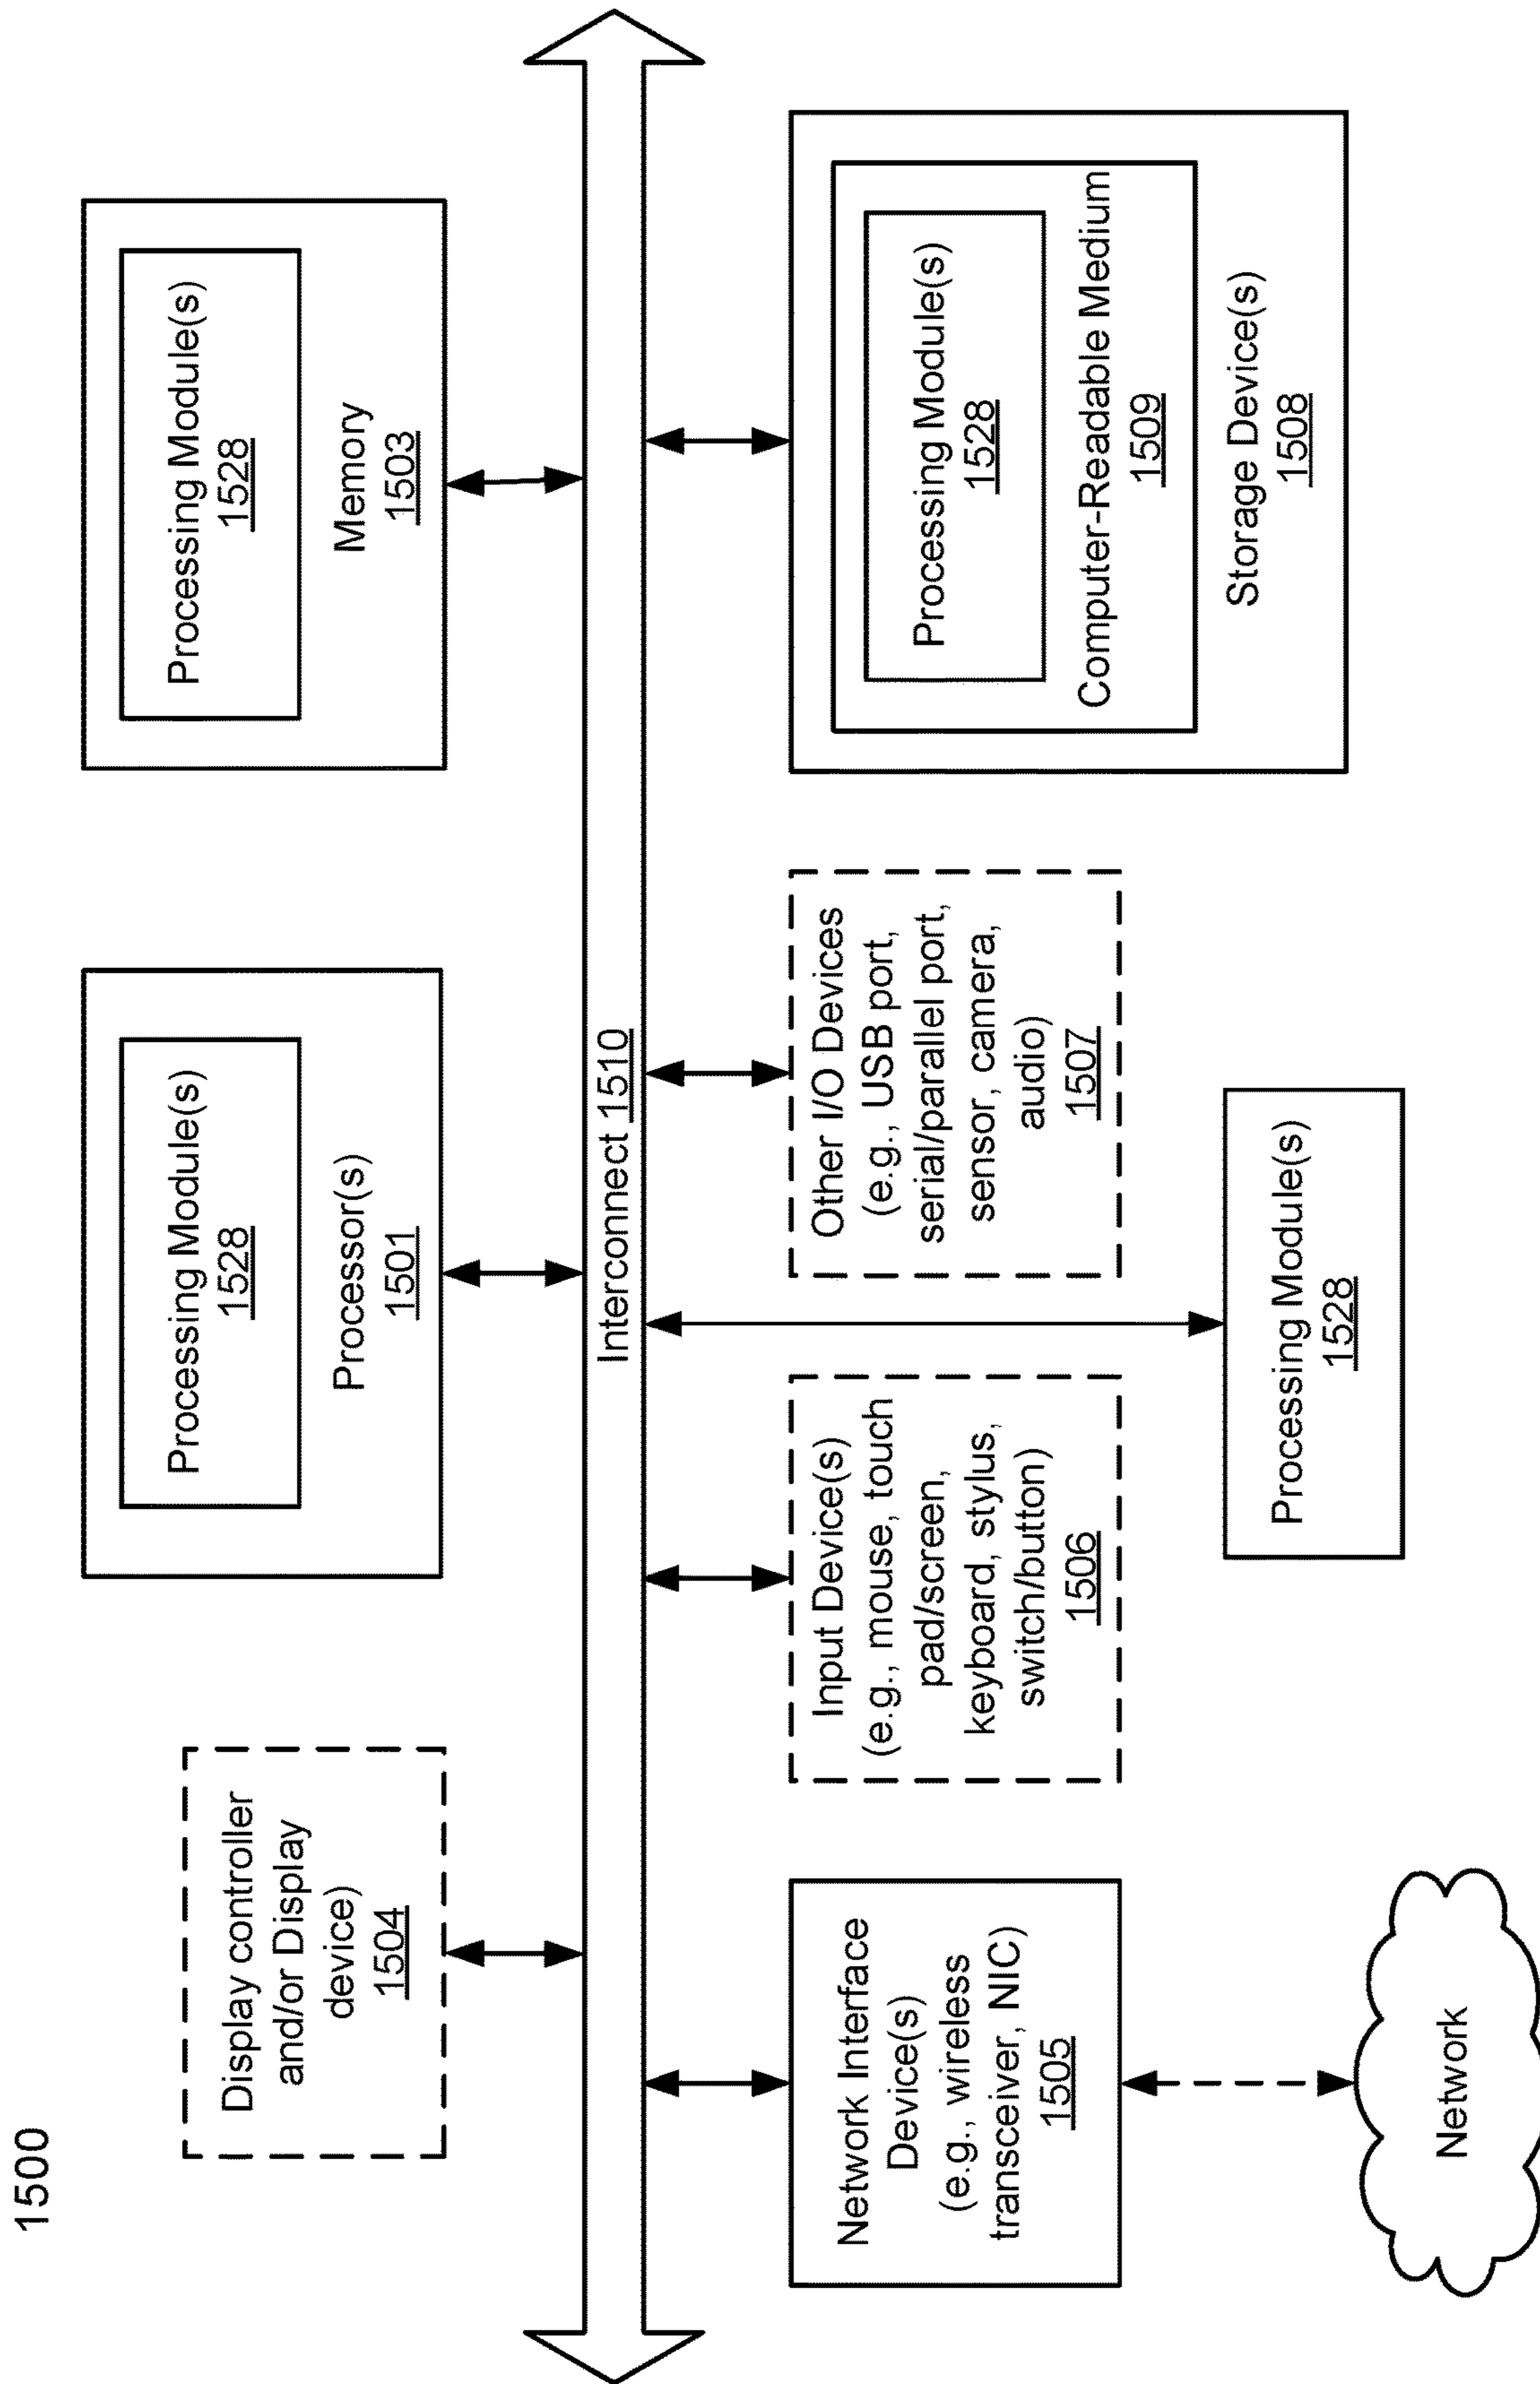 1500
Display controller
and/or Display
device)
1504
Processing Module(s)
1528
Processor(s)
1501
Processing Module(s)
1528
Memory
1503
Interconnect 1510
Network Interface
Device(s)
(e.g., wireless
transceiver, NIC)
1505
Input Device(s)
(e.g., mouse, touch
pad/screen,
keyboard, stylus,
switch/button)
1506
Other I/O Devices
(e.g., USB port,
serial/parallel port,
sensor, camera,
audio)
1507
Processing Module(s)
1528
Computer-Readable Medium
1509
Storage Device(s)
1508
Processing Module(s)
1528
Network